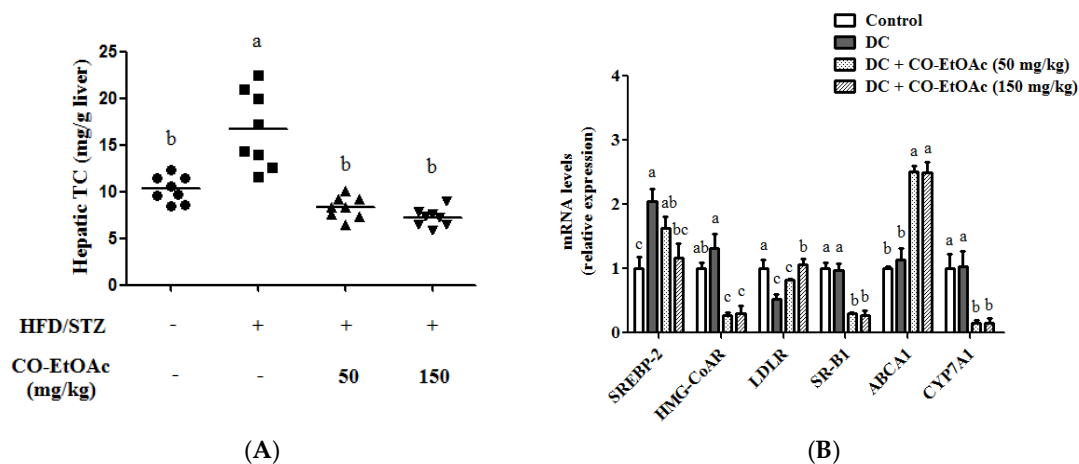 Control
DC
DC + CO-EtOAc (50 mg/kg)
DC + CO-EtOAc (150 mg/kg)
Hepatic TC (mg/g liver)
25
20
15
10
5
0
b a b b
HFD/STZ - + + +
CO-EtOAc
(mg/kg) - - 50 150
(A)
mRNA levels
(relative expression)
4
3
2
1
0
c a ab bc
ab a c c
a c c b
a a b b
b b a a
a a b b
SREBP-2
HMG-CoAR
LDLR
SR-B1
ABCA1
CYP7A1
(B)